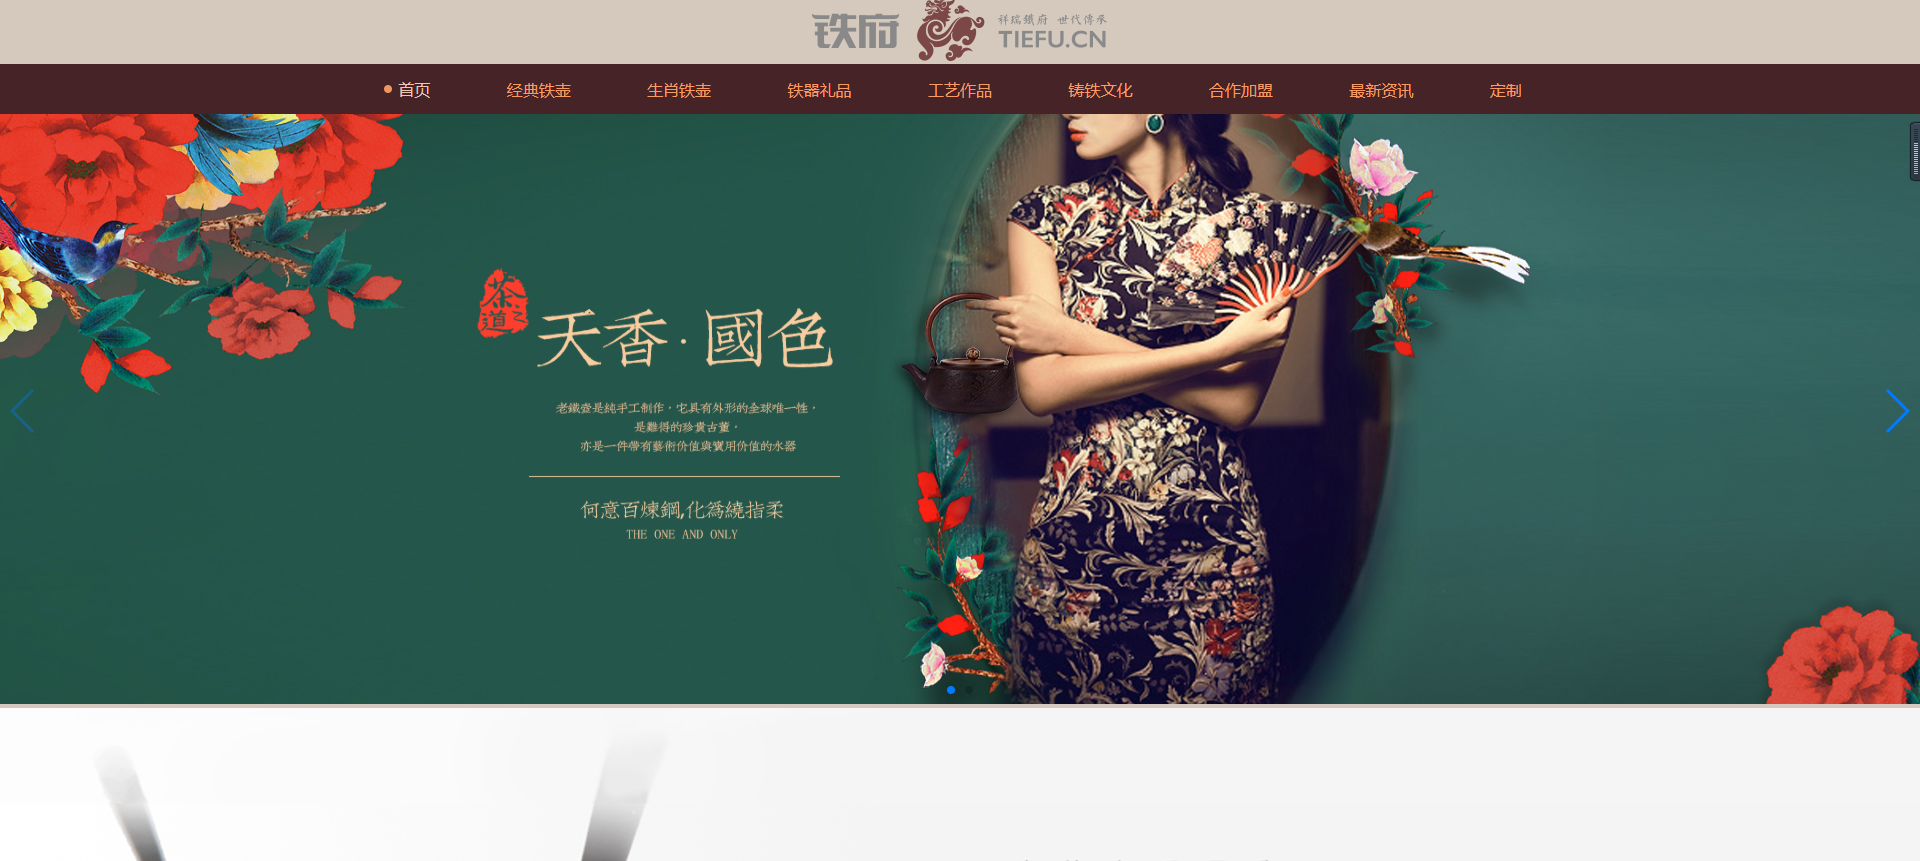 铁府
祥瑞鐵府 世代傳承
TIEFU.CN
首页 经典铁壶 生肖铁壶 铁器礼品 工艺作品 铸铁文化 合作加盟 最新资讯 定制
茶之道
天香·國色
老鐵壺是純手工制作，它具有外形的全球唯一性，
是難得的珍貴古董，
亦是一件帶有藝術价值與實用价值的水器
何意百煉鋼,化為繞指柔
THE ONE AND ONLY